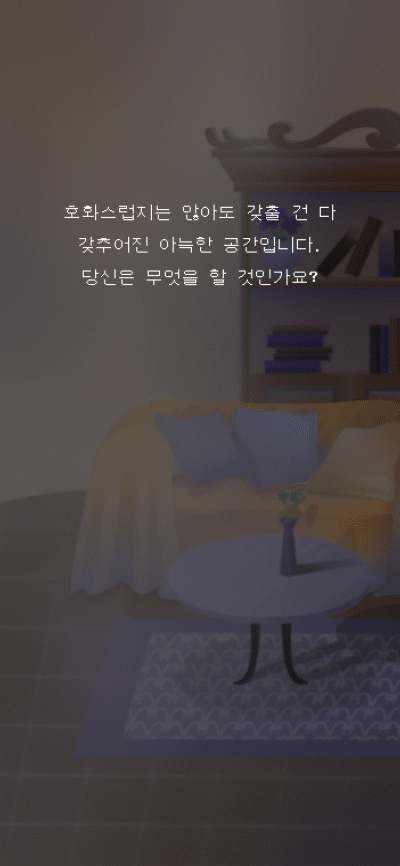 호화스럽지는 않아도 갖출 건 다
갖추어진 아늑한 공간입니다.
당신은 무엇을 할 것인가요?